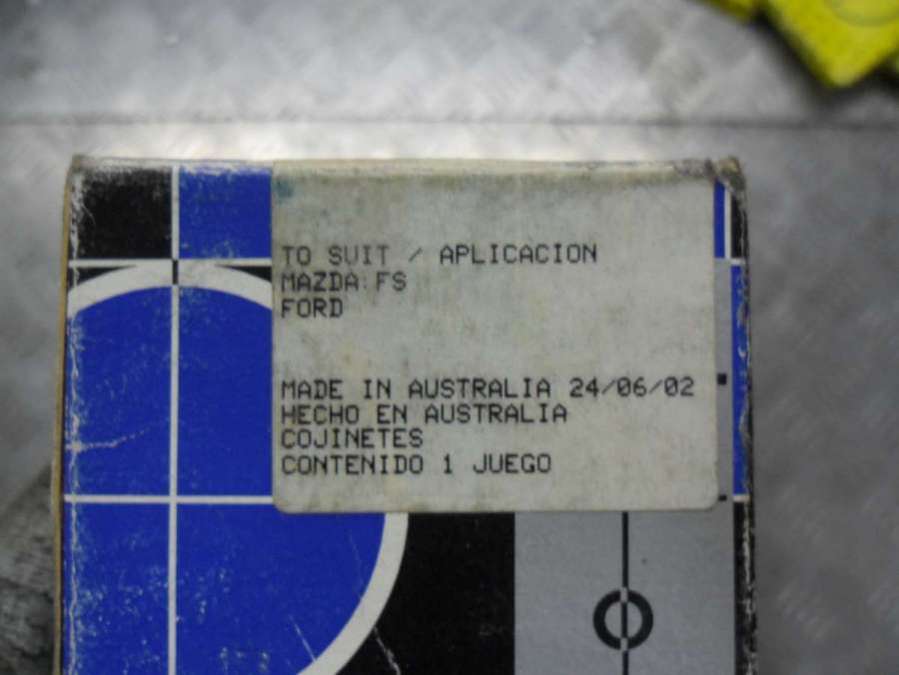 TO SUIT / APLICACION
MAZDA FS
FORD
MADE IN AUSTRALIA 24/06/02
HECHO EN AUSTRALIA
COJINETES
CONTENIDO 1 JUEGO